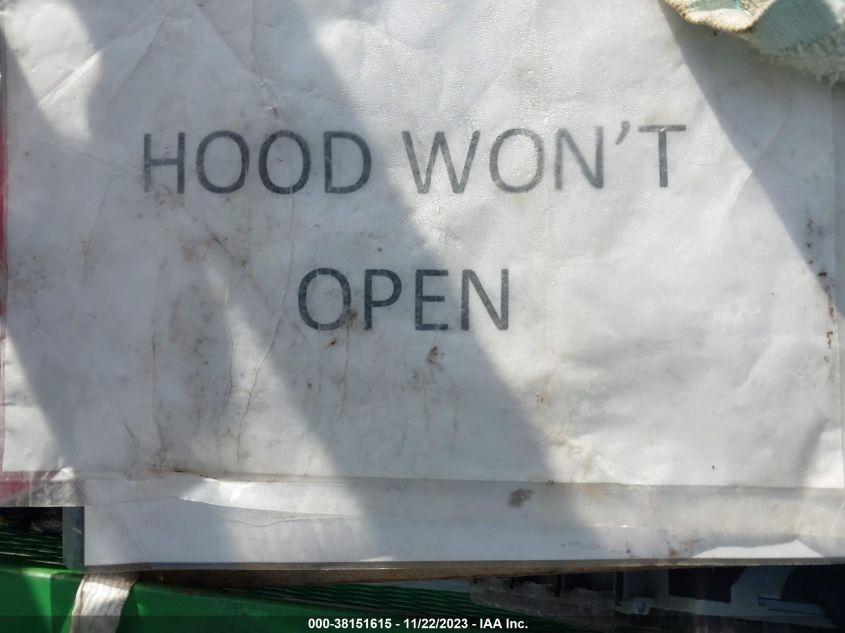 HOOD WON'T
OPEN
000-38151615 - 11/22/2023 - IAA Inc.